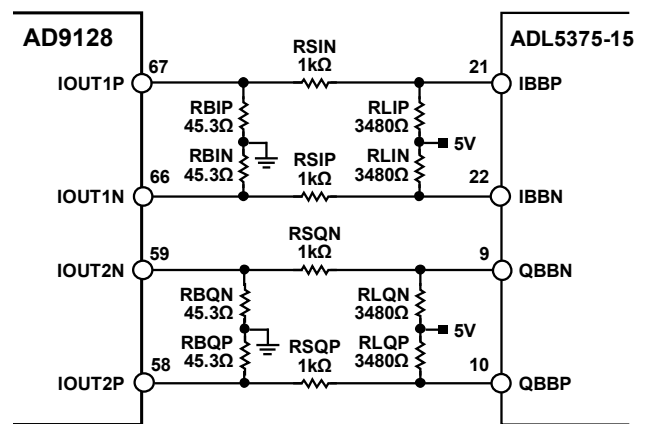 AD9128
ADL5375-15
67
RSIN
1kΩ
21
IOUT1P
IBBP
RBIP
45.3Ω
RLIP
3480Ω
5V
RBIN
45.3Ω
RSIP
1kΩ
RLIN
3480Ω
66
22
IOUT1N
IBBN
59
RSQN
1kΩ
9
IOUT2N
QBBN
RBQN
45.3Ω
RLQN
3480Ω
5V
RBQP
45.3Ω
RSQP
1kΩ
RLQP
3480Ω
58
10
IOUT2P
QBBP